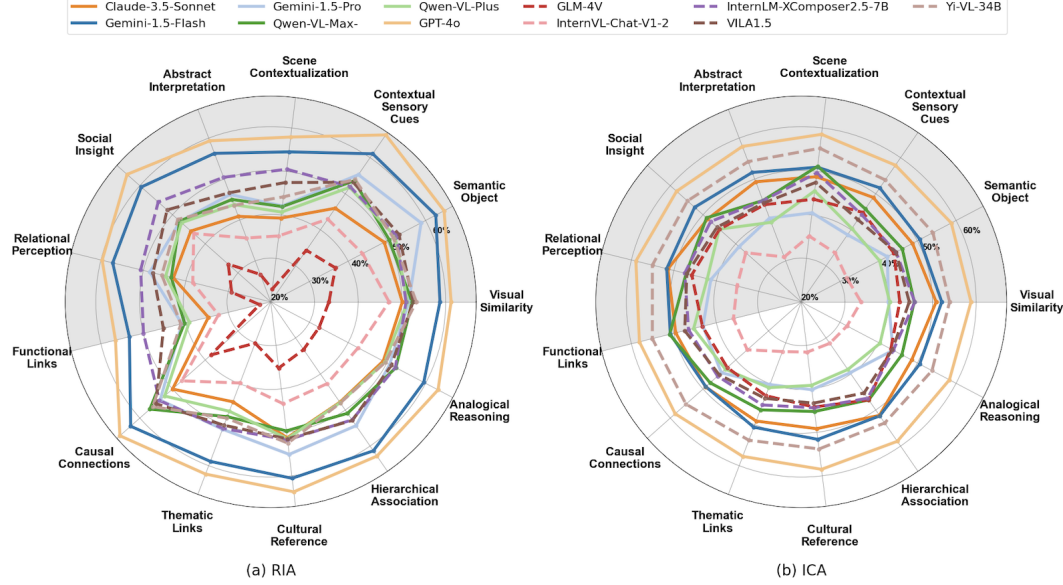 Claude-3.5-Sonnet Gemini-1.5-Pro Qwen-VL-Plus GLM-4V InternLM-XComposer2.5-7B Yi-VL-34B
Gemini-1.5-Flash Qwen-VL-Max- GPT-4o InternVL-Chat-V1-2 VILA1.5
Scene
Contextualization
Abstract
Interpretation
Contextual
Sensory
Cues
Social
Insight
Semantic
Object
60%
50%
40%
30%
20%
Relational
Perception
Visual
Similarity
Functional
Links
Analogical
Reasoning
Causal
Connections
Hierarchical
Association
Thematic
Links
Cultural
Reference
(a) RIA
Scene
Contextualization
Abstract
Interpretation
Contextual
Sensory
Cues
Social
Insight
Semantic
Object
60%
50%
40%
30%
20%
Relational
Perception
Visual
Similarity
Functional
Links
Analogical
Reasoning
Causal
Connections
Hierarchical
Association
Thematic
Links
Cultural
Reference
(b) ICA